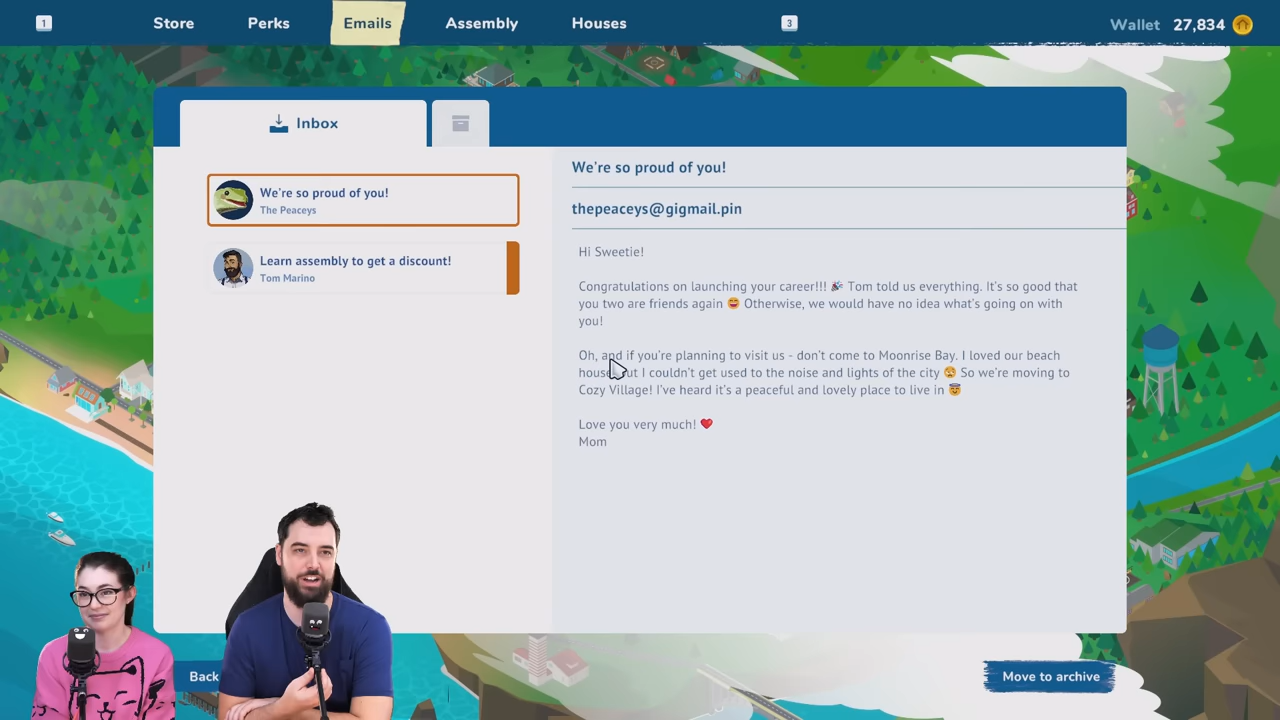 1
Store
Perks
Emails
Assembly
Houses
3
Wallet 27,834
Inbox
We're so proud of you!
The Peaceys
Learn assembly to get a discount!
Tom Marino
We're so proud of you!
thepeaceys@gigmail.pin
Hi Sweetie!
Congratulations on launching your career!!! 🎉 Tom told us everything. It's so good that
you two are friends again 😄 Otherwise, we would have no idea what's going on with
you!
Oh, and if you're planning to visit us - don't come to Moonrise Bay. I loved our beach
house but I couldn't get used to the noise and lights of the city 😩 So we're moving to
Cozy Village! I've heard it's a peaceful and lovely place to live in 😇
Love you very much! ❤️
Mom
Back
Move to archive